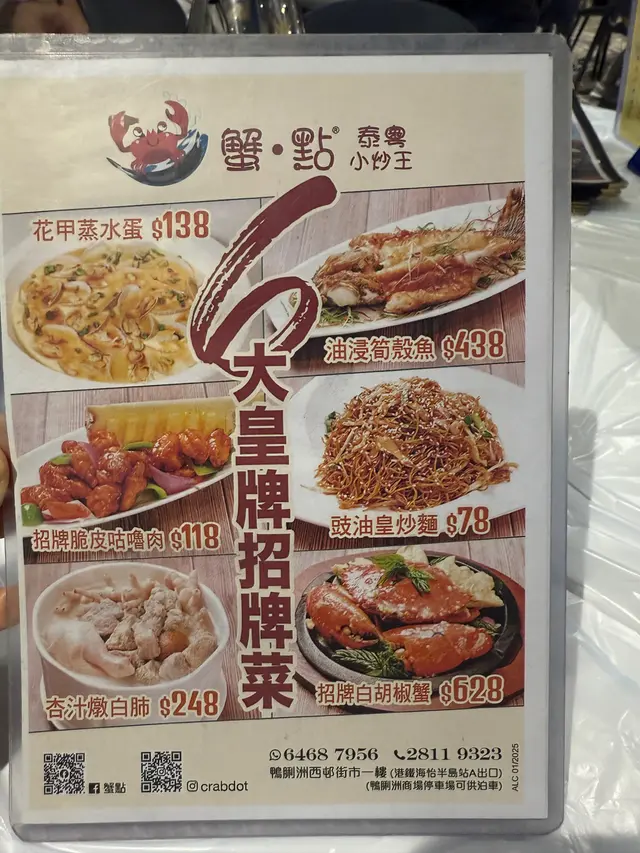 蟹·點®
泰粵
小炒王
6
大皇牌招牌菜
花甲蒸水蛋 $138
油浸筍殼魚 $438
招牌脆皮咕嚕肉 $118
豉油皇炒麵 $78
杏汁燉白肺 $248
招牌白胡椒蟹 $628
6468 7956 2811 9323
鴨脷洲西邨街市一樓 (港鐵海怡半島站A出口)
(鴨脷洲商場停車場可供泊車)
蟹點
crabdot
ALC 01/2025